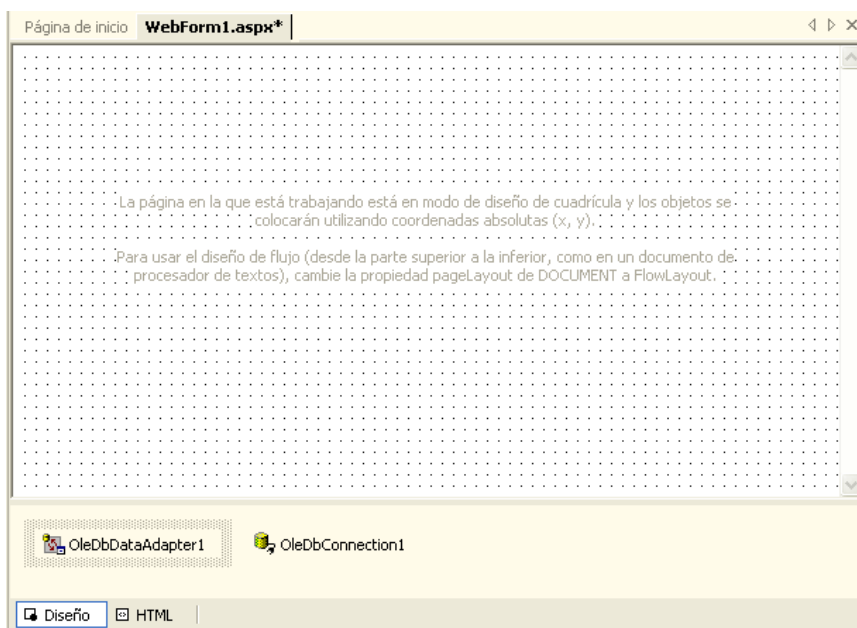 Página de inicio WebForm1.aspx*
La página en la que está trabajando está en modo de diseño de cuadrícula y los objetos se
colocarán utilizando coordenadas absolutas (x, y).
Para usar el diseño de flujo (desde la parte superior a la inferior, como en un documento de
procesador de textos), cambie la propiedad pageLayout de DOCUMENT a FlowLayout.
OleDbDataAdapter1 OleDbConnection1
Diseño HTML